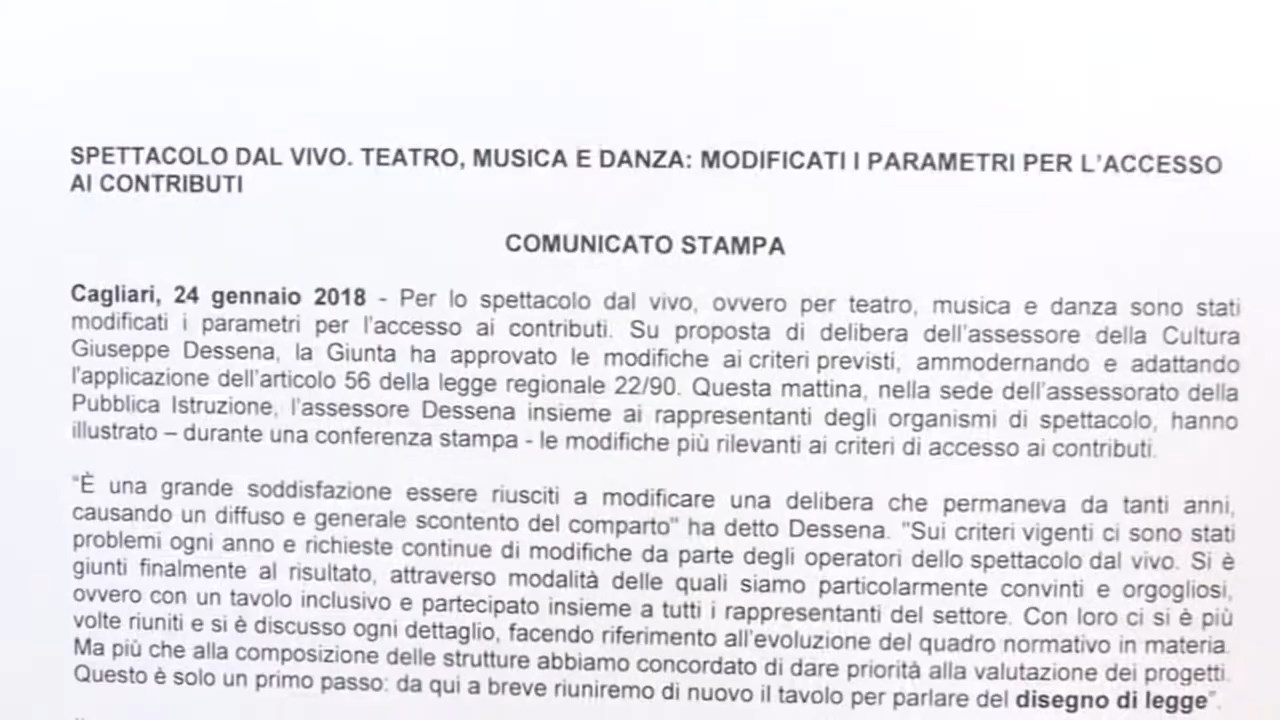 SPETTACOLO DAL VIVO. TEATRO, MUSICA E DANZA: MODIFICATI I PARAMETRI PER L'ACCESSO
AI CONTRIBUTI
COMUNICATO STAMPA
Cagliari, 24 gennaio 2018 - Per lo spettacolo dal vivo, ovvero per teatro, musica e danza sono stati
modificati i parametri per l'accesso ai contributi. Su proposta di delibera dell'assessore della Cultura
Giuseppe Dessena, la Giunta ha approvato le modifiche ai criteri previsti, ammodernando e adattando
l'applicazione dell'articolo 56 della legge regionale 22/90. Questa mattina, nella sede dell'assessorato della
Pubblica Istruzione, l'assessore Dessena insieme ai rappresentanti degli organismi di spettacolo, hanno
illustrato – durante una conferenza stampa - le modifiche più rilevanti ai criteri di accesso ai contributi.
"È una grande soddisfazione essere riusciti a modificare una delibera che permaneva da tanti anni,
causando un diffuso e generale scontento del comparto" ha detto Dessena. "Sui criteri vigenti ci sono stati
problemi ogni anno e richieste continue di modifiche da parte degli operatori dello spettacolo dal vivo. Si è
giunti finalmente al risultato, attraverso modalità delle quali siamo particolarmente convinti e orgogliosi,
ovvero con un tavolo inclusivo e partecipato insieme a tutti i rappresentanti del settore. Con loro ci si è più
volte riuniti e si è discusso ogni dettaglio, facendo riferimento all'evoluzione del quadro normativo in materia.
Ma più che alla composizione delle strutture abbiamo concordato di dare priorità alla valutazione dei progetti.
Questo è solo un primo passo: da qui a breve riuniremo di nuovo il tavolo per parlare del disegno di legge".